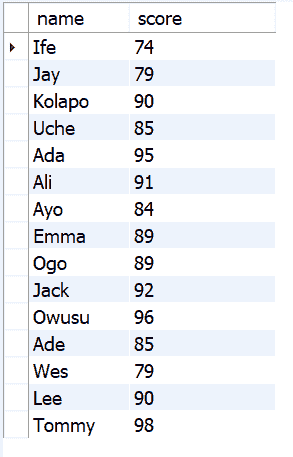 name score
Ife 74
Jay 79
Kolapo 90
Uche 85
Ada 95
Ali 91
Ayo 84
Emma 89
Ogo 89
Jack 92
Owusu 96
Ade 85
Wes 79
Lee 90
Tommy 98